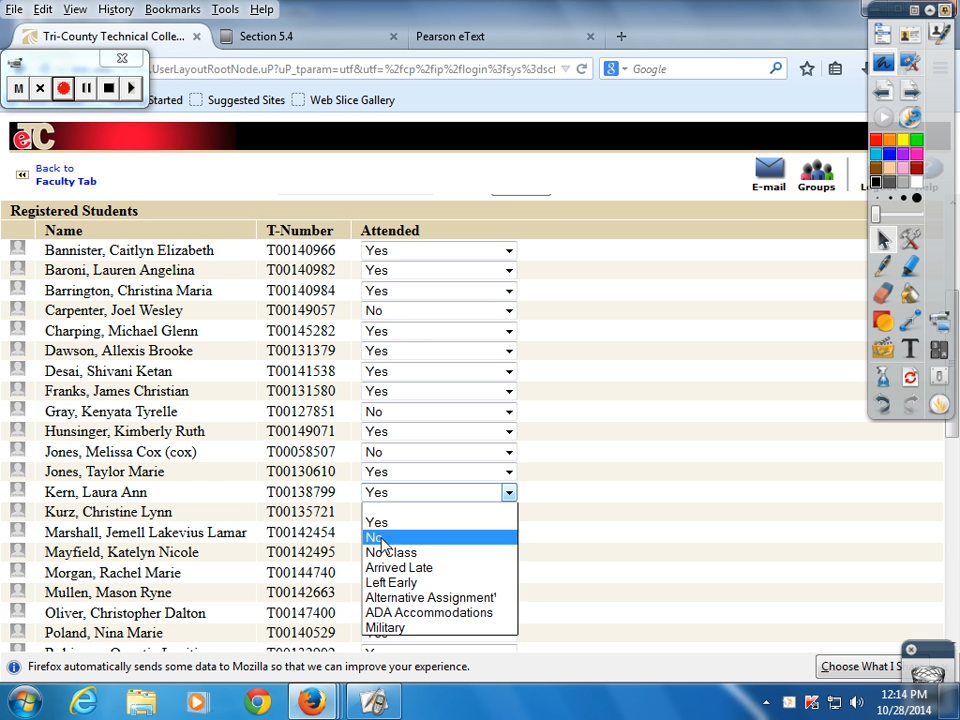 File Edit View History Bookmarks Tools Help
Tri-County Technical Colle... × Section 5.4 × Pearson eText × +
.UserLayoutRootNode.uP?uP_tparam=utf&utf=%2fcp%2fip%2flogin%3fsys%3dsct Google
M
Started Suggested Sites Web Slice Gallery
eTC
Back to
Faculty Tab
E-mail Groups
Registered Students
Name T-Number Attended
Bannister, Caitlyn Elizabeth T00140966 Yes
Baroni, Lauren Angelina T00140982 Yes
Barrington, Christina Maria T00140984 Yes
Carpenter, Joel Wesley T00149057 No
Charping, Michael Glenn T00145282 Yes
Dawson, Allexis Brooke T00131379 Yes
Desai, Shivani Ketan T00141538 Yes
Franks, James Christian T00131580 Yes
Gray, Kenyata Tyrelle T00127851 No
Hunsinger, Kimberly Ruth T00149071 Yes
Jones, Melissa Cox (cox) T00058507 No
Jones, Taylor Marie T00130610 Yes
Kern, Laura Ann T00138799 Yes
Kurz, Christine Lynn T00135721 Yes
Marshall, Jemell Lakevius Lamar T00142454 No
Mayfield, Katelyn Nicole T00142495 No Class
Arrived Late
Morgan, Rachel Marie T00144740 Left Early
Mullen, Mason Ryne T00142663 Alternative Assignment'
Oliver, Christopher Dalton T00147400 ADA Accommodations
Poland, Nina Marie T00140529 Military
Firefox automatically sends some data to Mozilla so that we can improve your experience. Choose What I
12:14 PM
10/28/2014